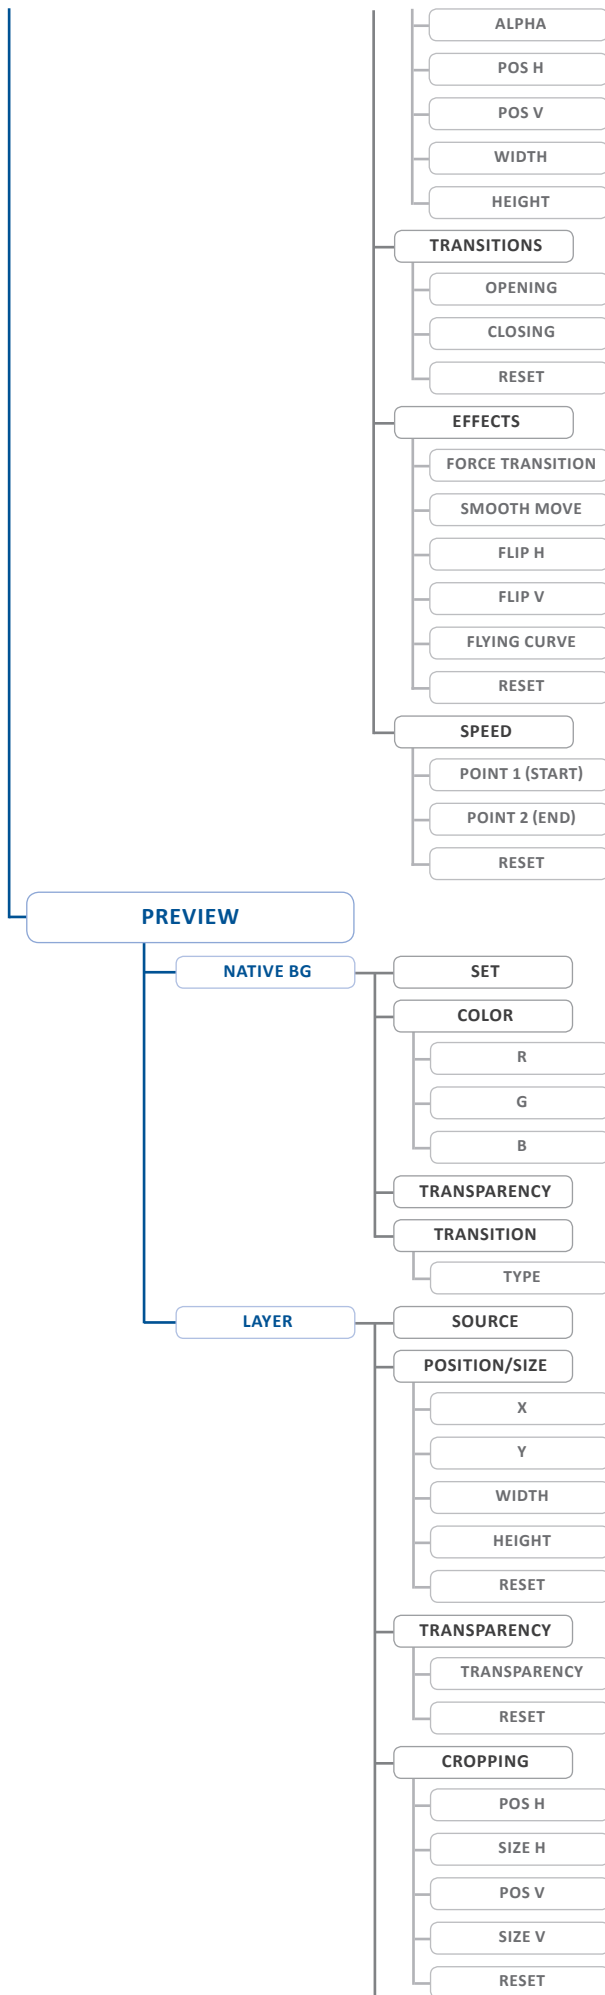 ALPHA
POS H
POS V
WIDTH
HEIGHT
TRANSITIONS
OPENING
CLOSING
RESET
EFFECTS
FORCE TRANSITION
SMOOTH MOVE
FLIP H
FLIP V
FLYING CURVE
RESET
SPEED
POINT 1 (START)
POINT 2 (END)
RESET
PREVIEW
NATIVE BG
SET
COLOR
R
G
B
TRANSPARENCY
TRANSITION
TYPE
LAYER
SOURCE
POSITION/SIZE
X
Y
WIDTH
HEIGHT
RESET
TRANSPARENCY
TRANSPARENCY
RESET
CROPPING
POS H
SIZE H
POS V
SIZE V
RESET